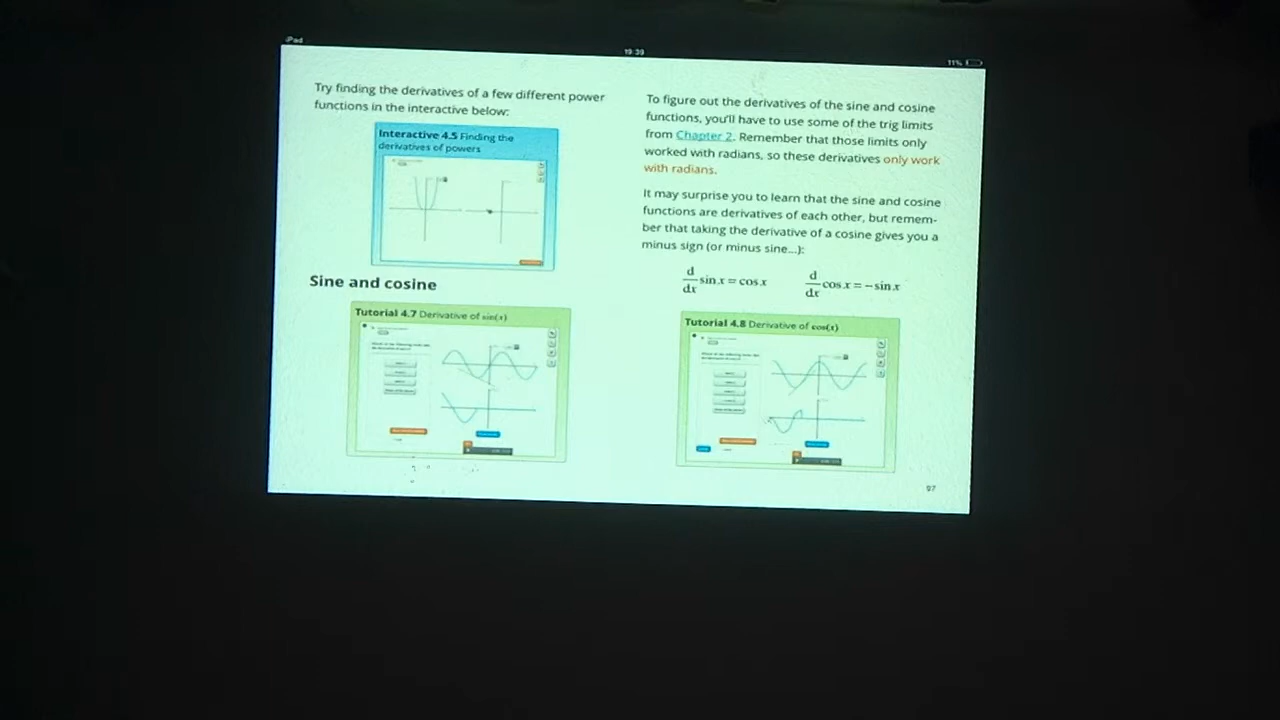 iPad
19 39
11%
Try finding the derivatives of a few different power
functions in the interactive below:
Interactive 4.5 Finding the
derivatives of powers
Sine and cosine
Tutorial 4.7 Derivative of sin(x)
To figure out the derivatives of the sine and cosine
functions, you'll have to use some of the trig limits
from Chapter 2. Remember that those limits only
worked with radians, so these derivatives only work
with radians.
It may surprise you to learn that the sine and cosine
functions are derivatives of each other, but remem-
ber that taking the derivative of a cosine gives you a
minus sign (or minus sine...):
d/dx sin x = cos x d/dx cos x = −sin x
Tutorial 4.8 Derivative of cos(x)
97